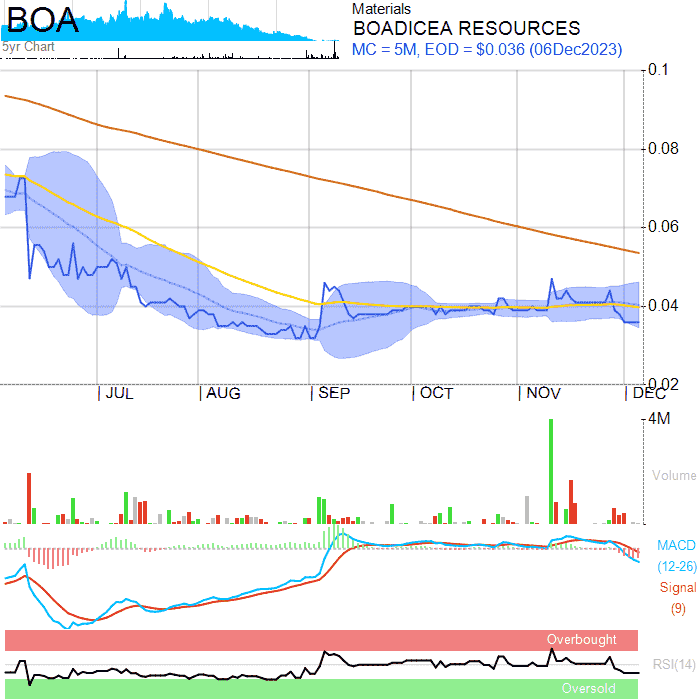 BOA
5yr Chart
Materials
BOADICEA RESOURCES
MC = 5M, EOD = $0.036 (06Dec2023)
0.1
0.08
0.06
0.04
0.02
JUL
AUG
SEP
OCT
NOV
DEC
4M
Volume
MACD
(12-26)
Signal
(9)
Overbought
RSI(14)
Oversold